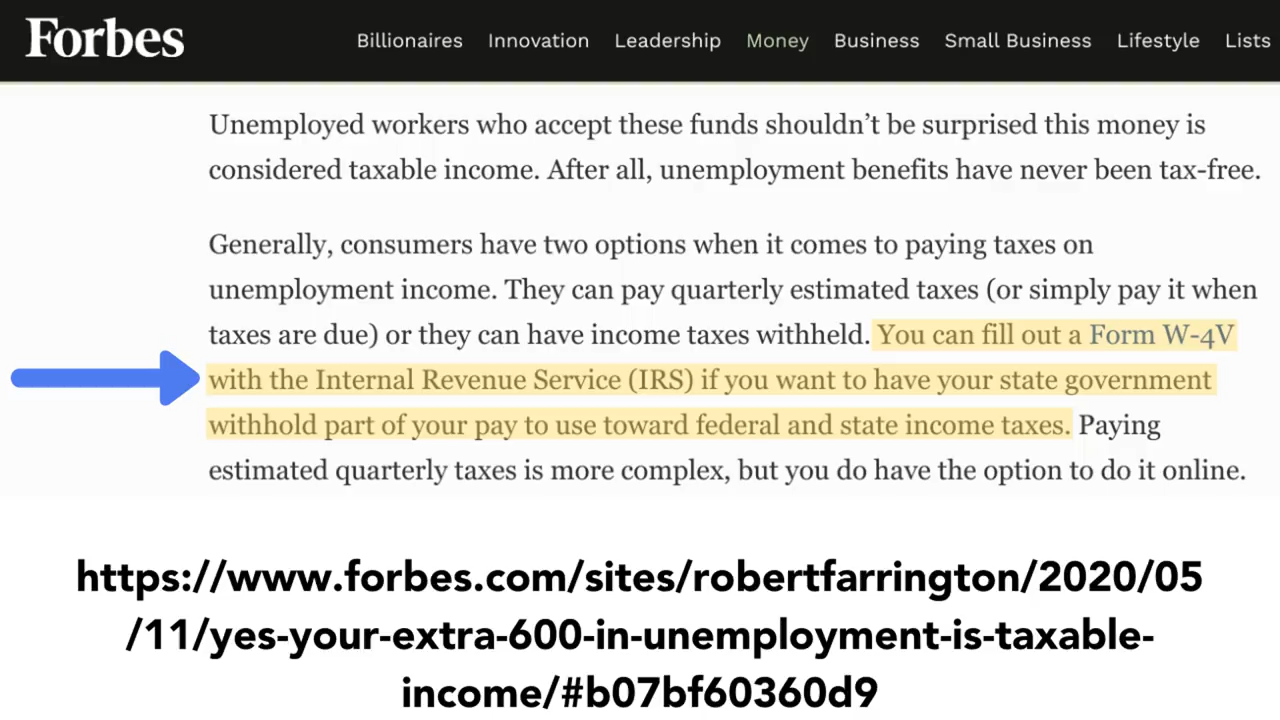 Forbes
Billionaires Innovation Leadership Money Business Small Business Lifestyle Lists
Unemployed workers who accept these funds shouldn’t be surprised this money is
considered taxable income. After all, unemployment benefits have never been tax-free.
Generally, consumers have two options when it comes to paying taxes on
unemployment income. They can pay quarterly estimated taxes (or simply pay it when
taxes are due) or they can have income taxes withheld. You can fill out a Form W-4V
with the Internal Revenue Service (IRS) if you want to have your state government
withhold part of your pay to use toward federal and state income taxes. Paying
estimated quarterly taxes is more complex, but you do have the option to do it online.
https://www.forbes.com/sites/robertfarrington/2020/05
/11/yes-your-extra-600-in-unemployment-is-taxable-
income/#b07bf60360d9